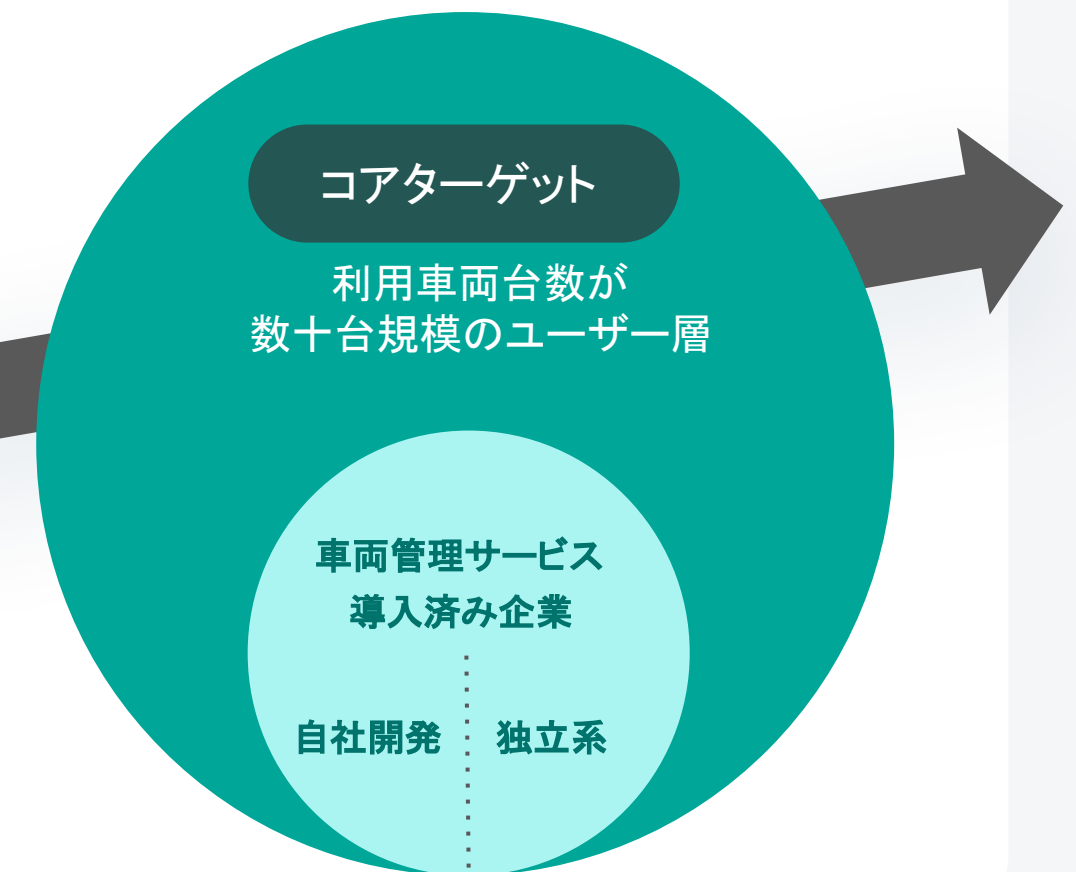 コアターゲット
利用車両台数が
数十台規模のユーザー層
車両管理サービス
導入済み企業
自社開発
独立系